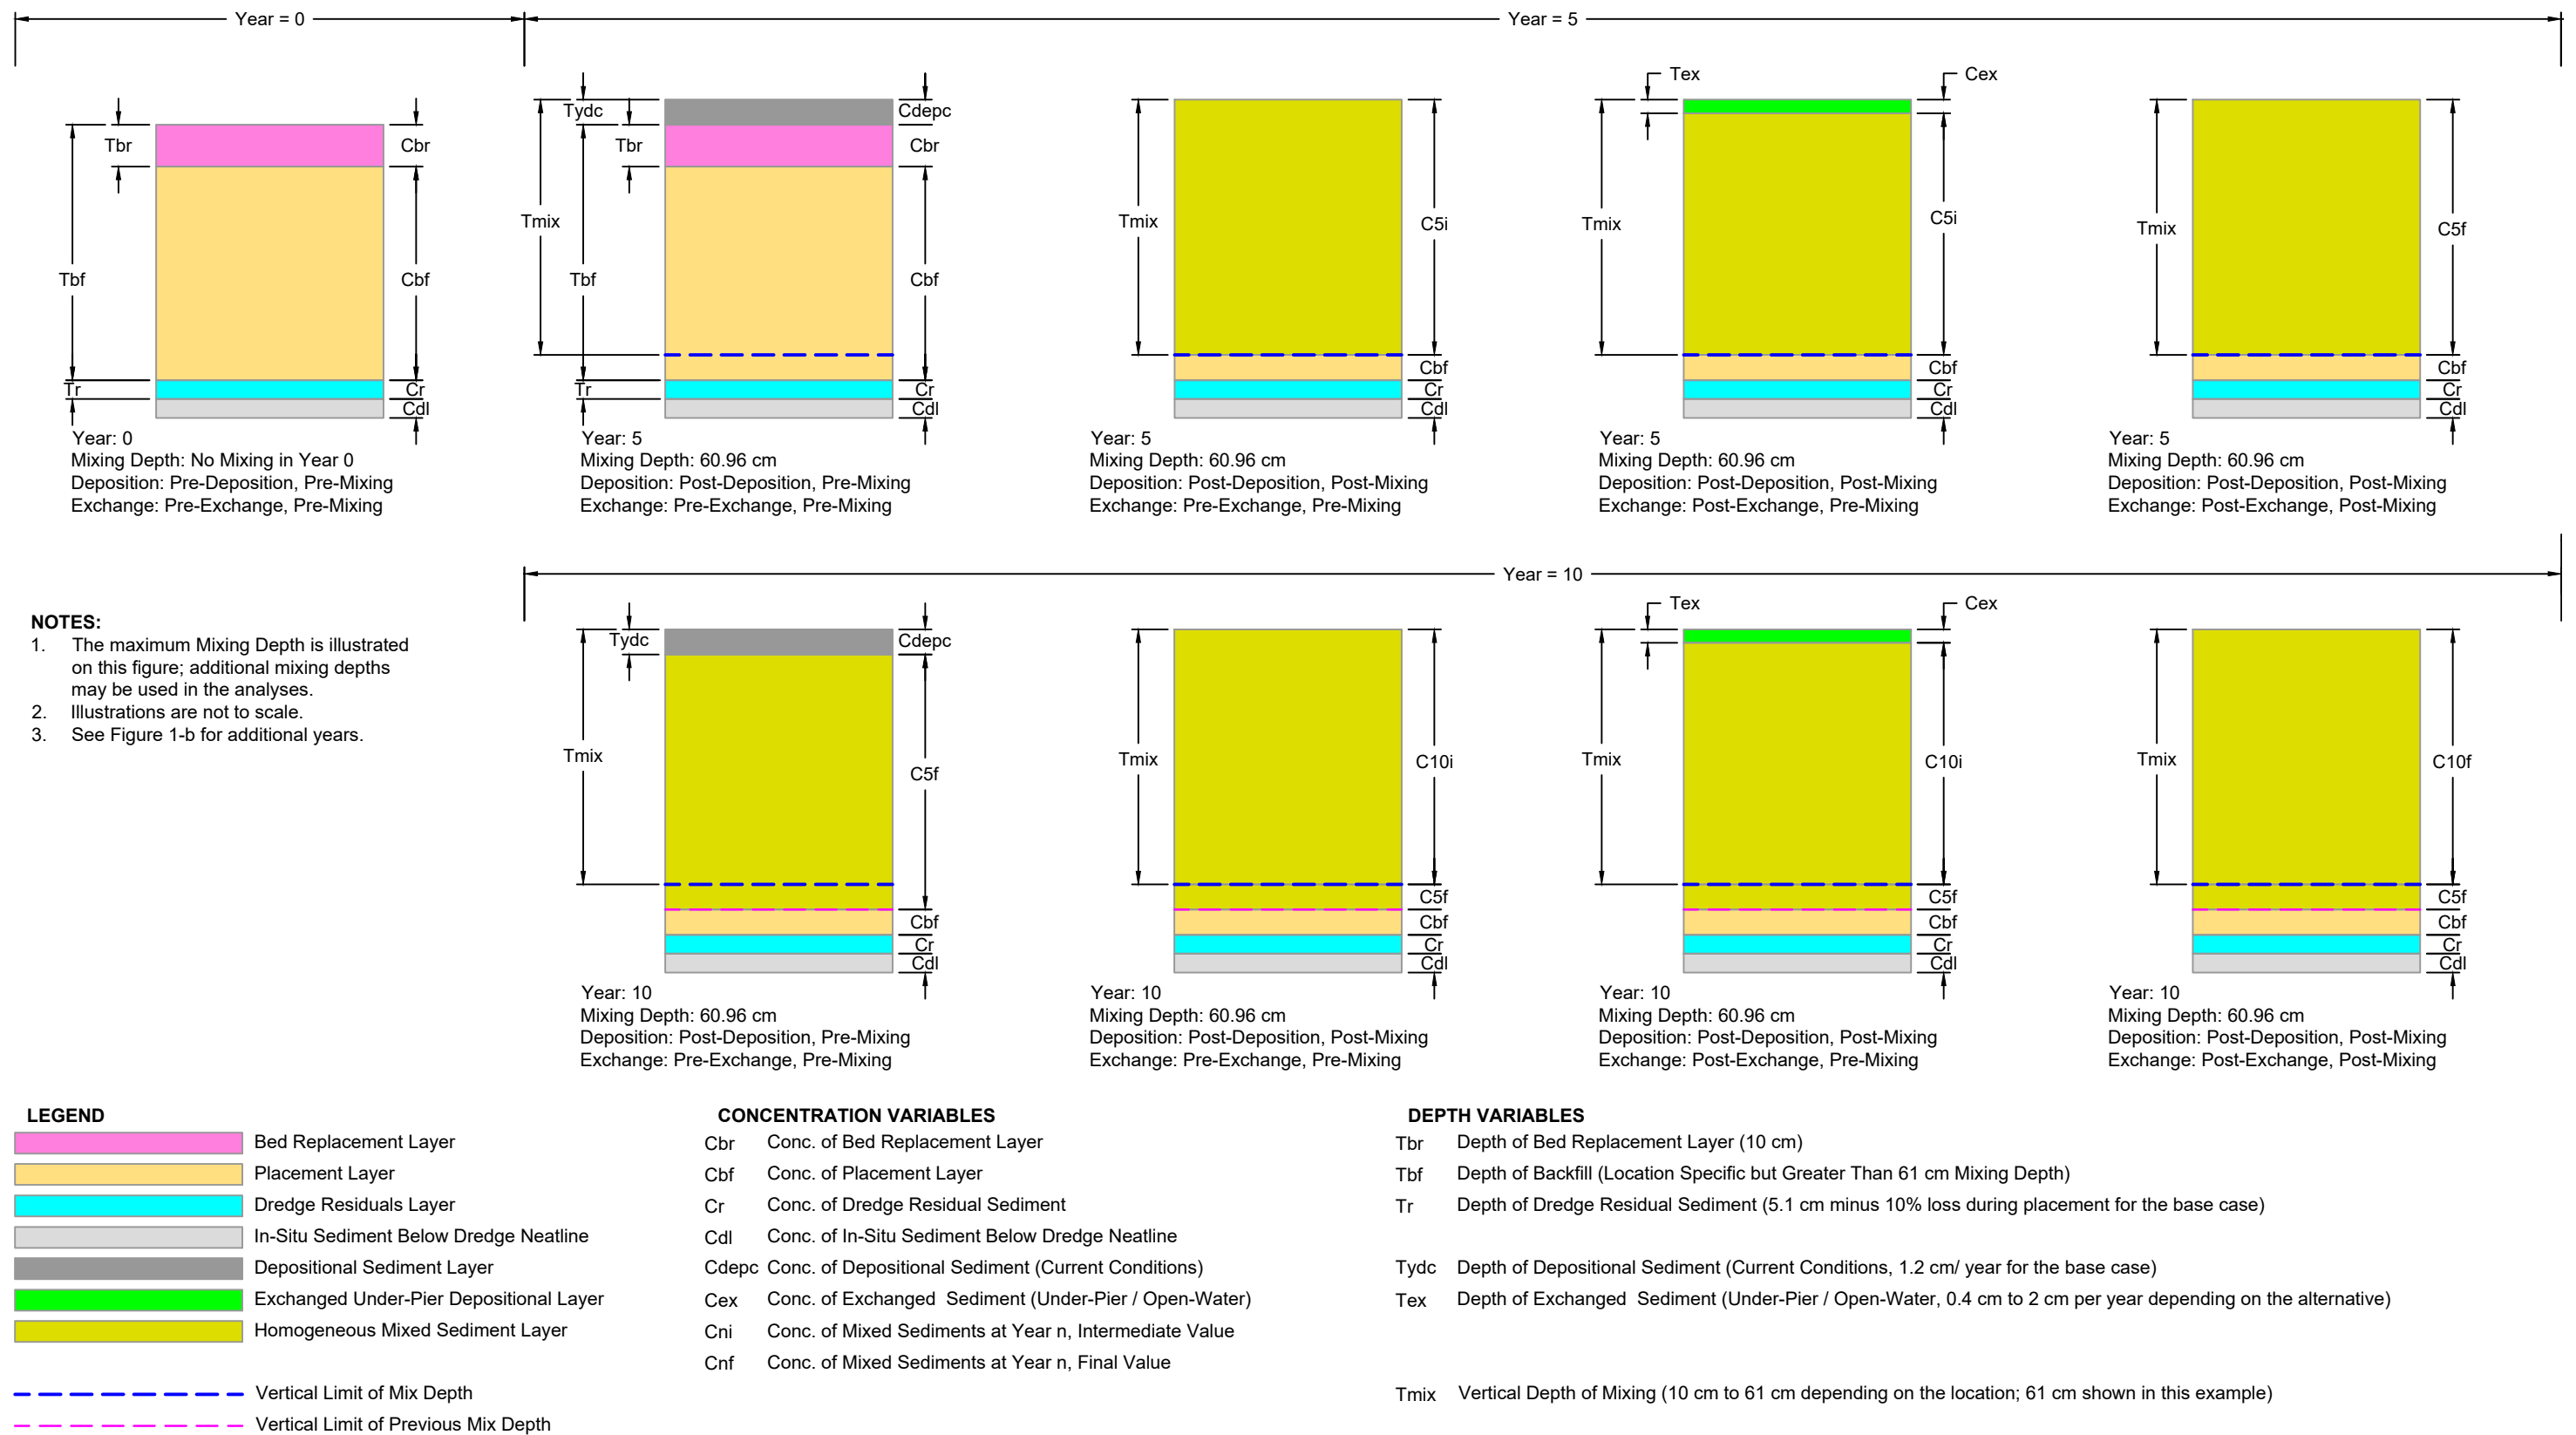 Year = 0
Year = 5
Tbr
Cbr
Tbf
Cbf
Tr
Cr
Cdl
Year: 0
Mixing Depth: No Mixing in Year 0
Deposition: Pre-Deposition, Pre-Mixing
Exchange: Pre-Exchange, Pre-Mixing
Tydc
Cdepc
Tbr
Cbr
Tmix
Tbf
Cbf
Tr
Cr
Cdl
Year: 5
Mixing Depth: 60.96 cm
Deposition: Post-Deposition, Pre-Mixing
Exchange: Pre-Exchange, Pre-Mixing
Tmix
C5i
Cbf
Cr
Cdl
Year: 5
Mixing Depth: 60.96 cm
Deposition: Post-Deposition, Post-Mixing
Exchange: Pre-Exchange, Pre-Mixing
Tex
Cex
Tmix
C5i
Cbf
Cr
Cdl
Year: 5
Mixing Depth: 60.96 cm
Deposition: Post-Deposition, Post-Mixing
Exchange: Post-Exchange, Pre-Mixing
Tmix
C5f
Cbf
Cr
Cdl
Year: 5
Mixing Depth: 60.96 cm
Deposition: Post-Deposition, Post-Mixing
Exchange: Post-Exchange, Post-Mixing
Year = 10
NOTES:
1. The maximum Mixing Depth is illustrated
on this figure; additional mixing depths
may be used in the analyses.
2. Illustrations are not to scale.
3. See Figure 1-b for additional years.
Tydc
Cdepc
Tmix
C5f
Cbf
Cr
Cdl
Year: 10
Mixing Depth: 60.96 cm
Deposition: Post-Deposition, Pre-Mixing
Exchange: Pre-Exchange, Pre-Mixing
Tmix
C10i
C5f
Cbf
Cr
Cdl
Year: 10
Mixing Depth: 60.96 cm
Deposition: Post-Deposition, Post-Mixing
Exchange: Pre-Exchange, Pre-Mixing
Tex
Cex
Tmix
C10i
C5f
Cbf
Cr
Cdl
Year: 10
Mixing Depth: 60.96 cm
Deposition: Post-Deposition, Post-Mixing
Exchange: Post-Exchange, Pre-Mixing
Tmix
C10f
C5f
Cbf
Cr
Cdl
Year: 10
Mixing Depth: 60.96 cm
Deposition: Post-Deposition, Post-Mixing
Exchange: Post-Exchange, Post-Mixing
LEGEND
Bed Replacement Layer
Placement Layer
Dredge Residuals Layer
In-Situ Sediment Below Dredge Neatline
Depositional Sediment Layer
Exchanged Under-Pier Depositional Layer
Homogeneous Mixed Sediment Layer
Vertical Limit of Mix Depth
Vertical Limit of Previous Mix Depth
CONCENTRATION VARIABLES
Cbr Conc. of Bed Replacement Layer
Cbf Conc. of Placement Layer
Cr Conc. of Dredge Residual Sediment
Cdl Conc. of In-Situ Sediment Below Dredge Neatline
Cdepc Conc. of Depositional Sediment (Current Conditions)
Cex Conc. of Exchanged Sediment (Under-Pier / Open-Water)
Cni Conc. of Mixed Sediments at Year n, Intermediate Value
Cnf Conc. of Mixed Sediments at Year n, Final Value
DEPTH VARIABLES
Tbr Depth of Bed Replacement Layer (10 cm)
Tbf Depth of Backfill (Location Specific but Greater Than 61 cm Mixing Depth)
Tr Depth of Dredge Residual Sediment (5.1 cm minus 10% loss during placement for the base case)
Tydc Depth of Depositional Sediment (Current Conditions, 1.2 cm/ year for the base case)
Tex Depth of Exchanged Sediment (Under-Pier / Open-Water, 0.4 cm to 2 cm per year depending on the alternative)
Tmix Vertical Depth of Mixing (10 cm to 61 cm depending on the location; 61 cm shown in this example)